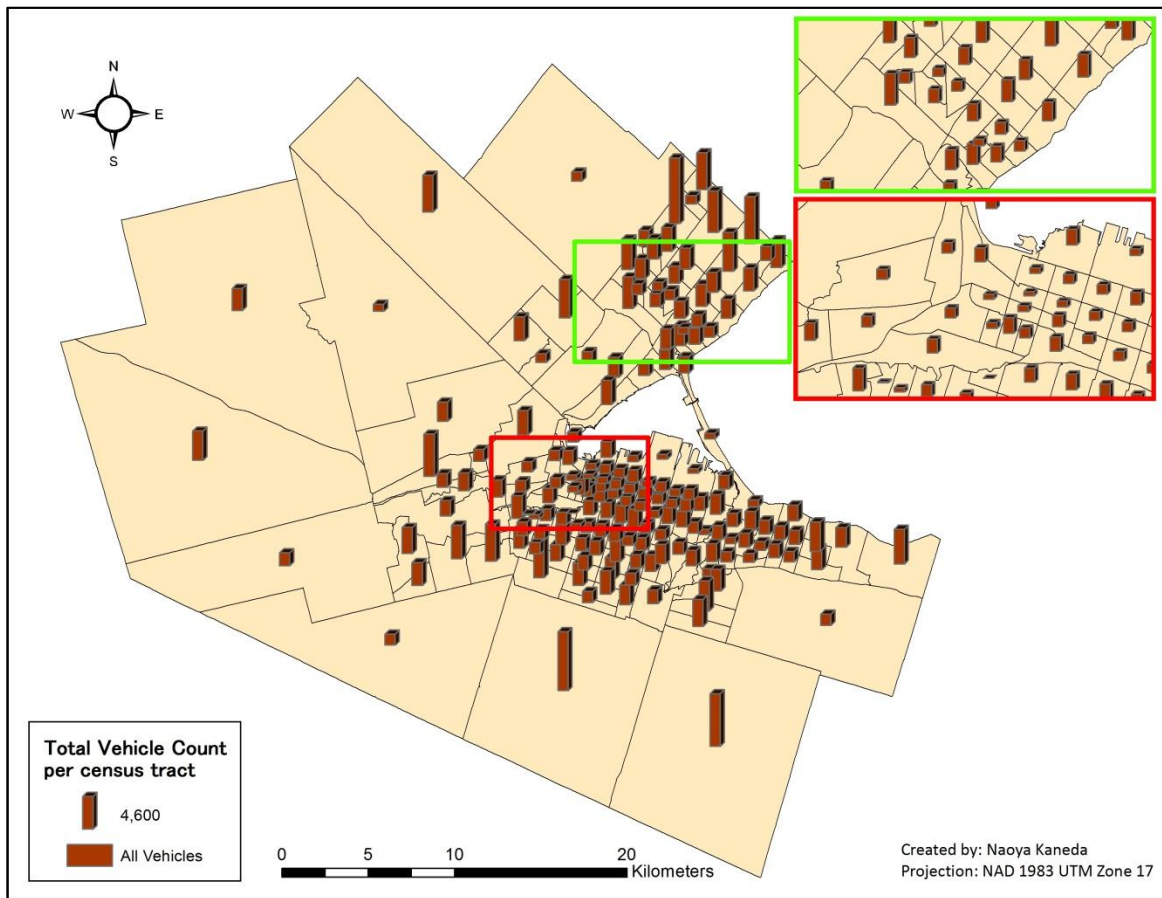 N
W E
S
Total Vehicle Count
per census tract
4,600
All Vehicles
0 5 10 20
Kilometers
Created by: Naoya Kaneda
Projection: NAD 1983 UTM Zone 17